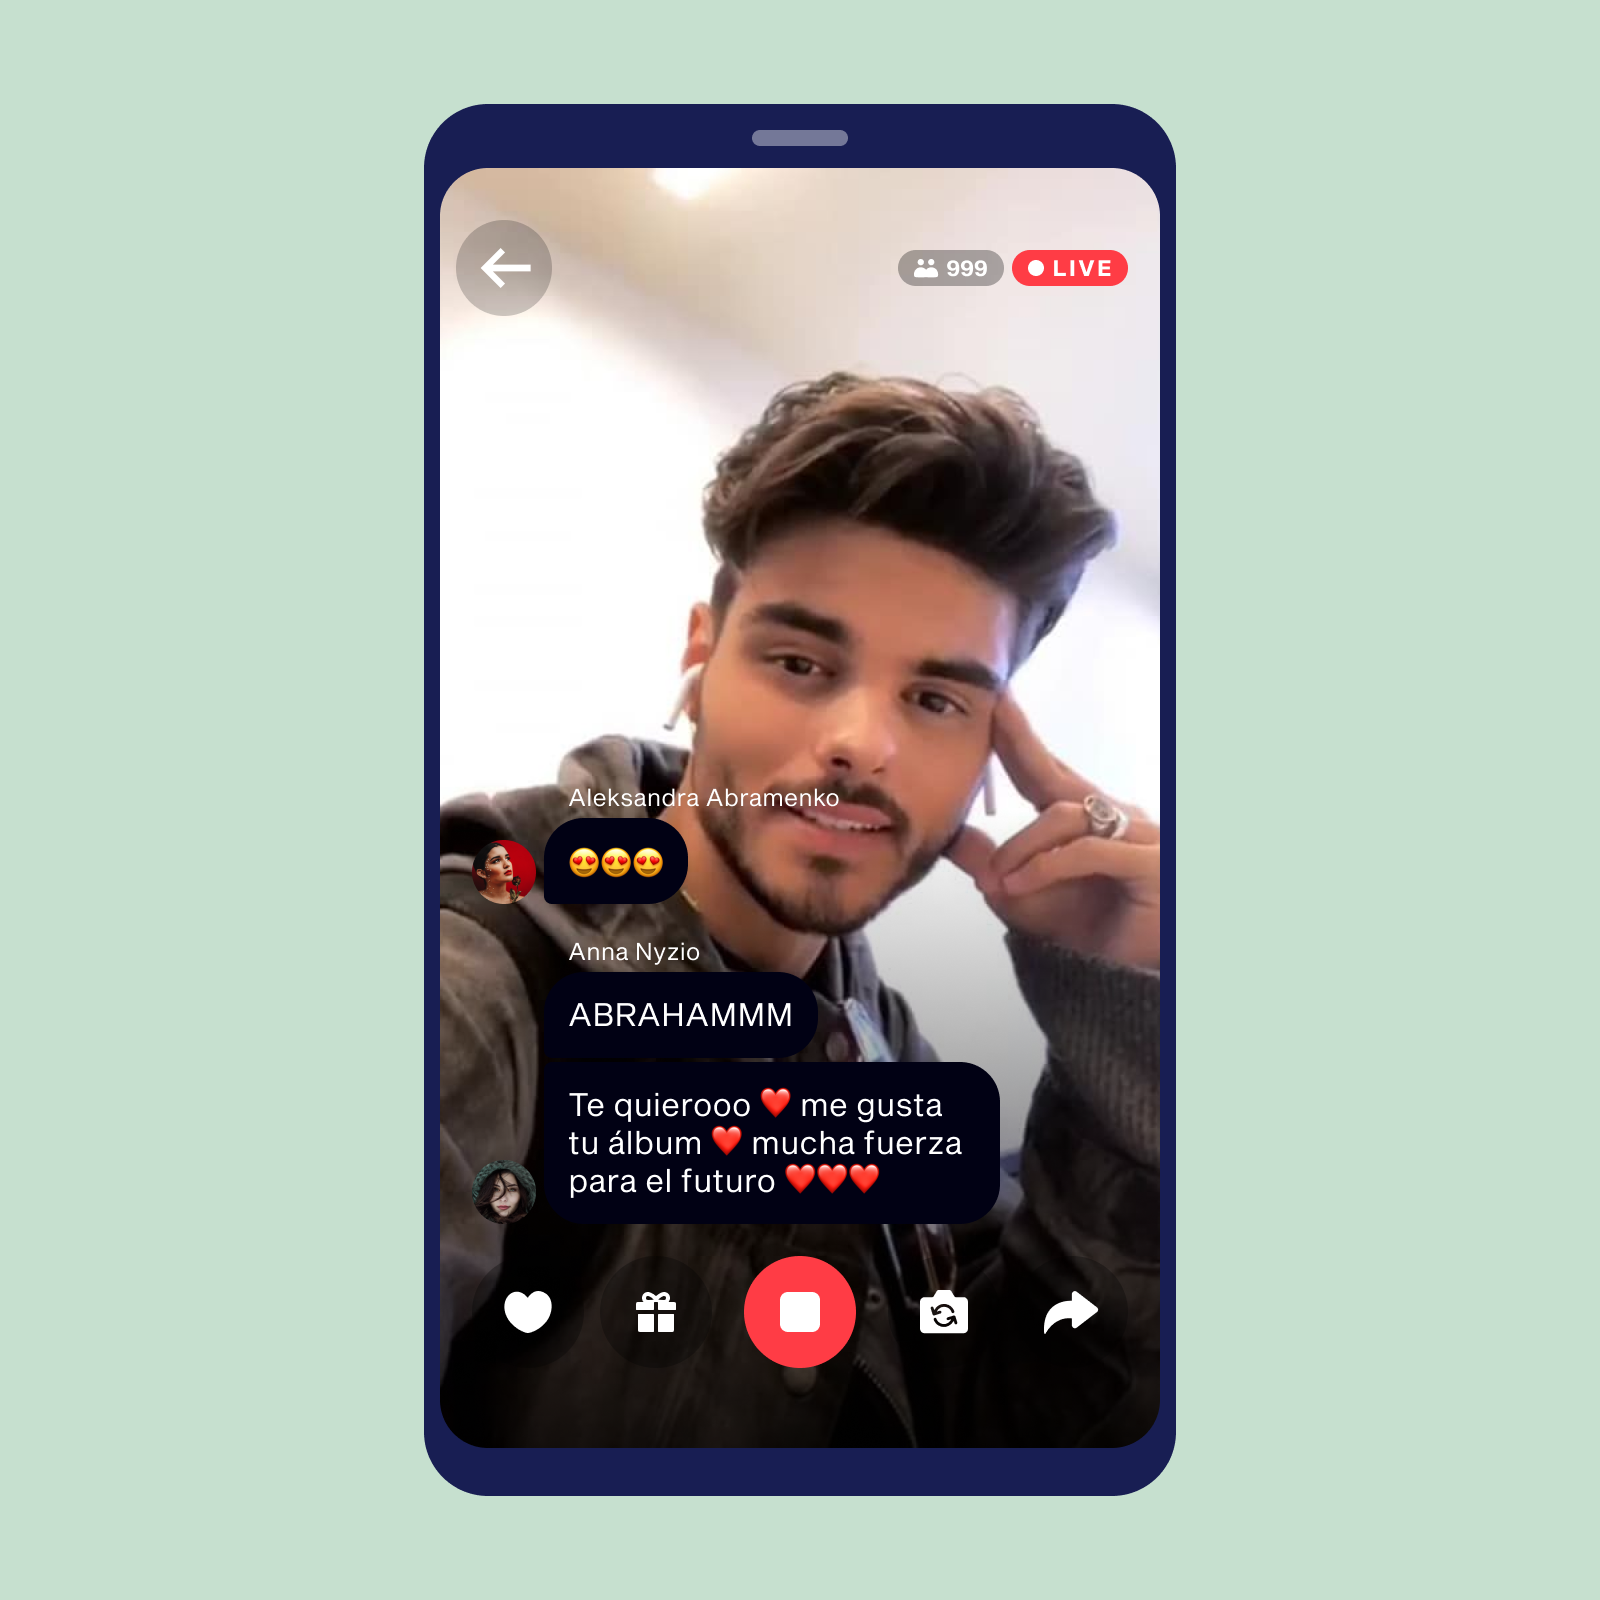 999 LIVE
Aleksandra Abramenko
😍😍😍
Anna Nyzio
ABRAHAMMM
Te quierooo ❤️ me gusta
tu álbum ❤️ mucha fuerza
para el futuro ❤️❤️❤️